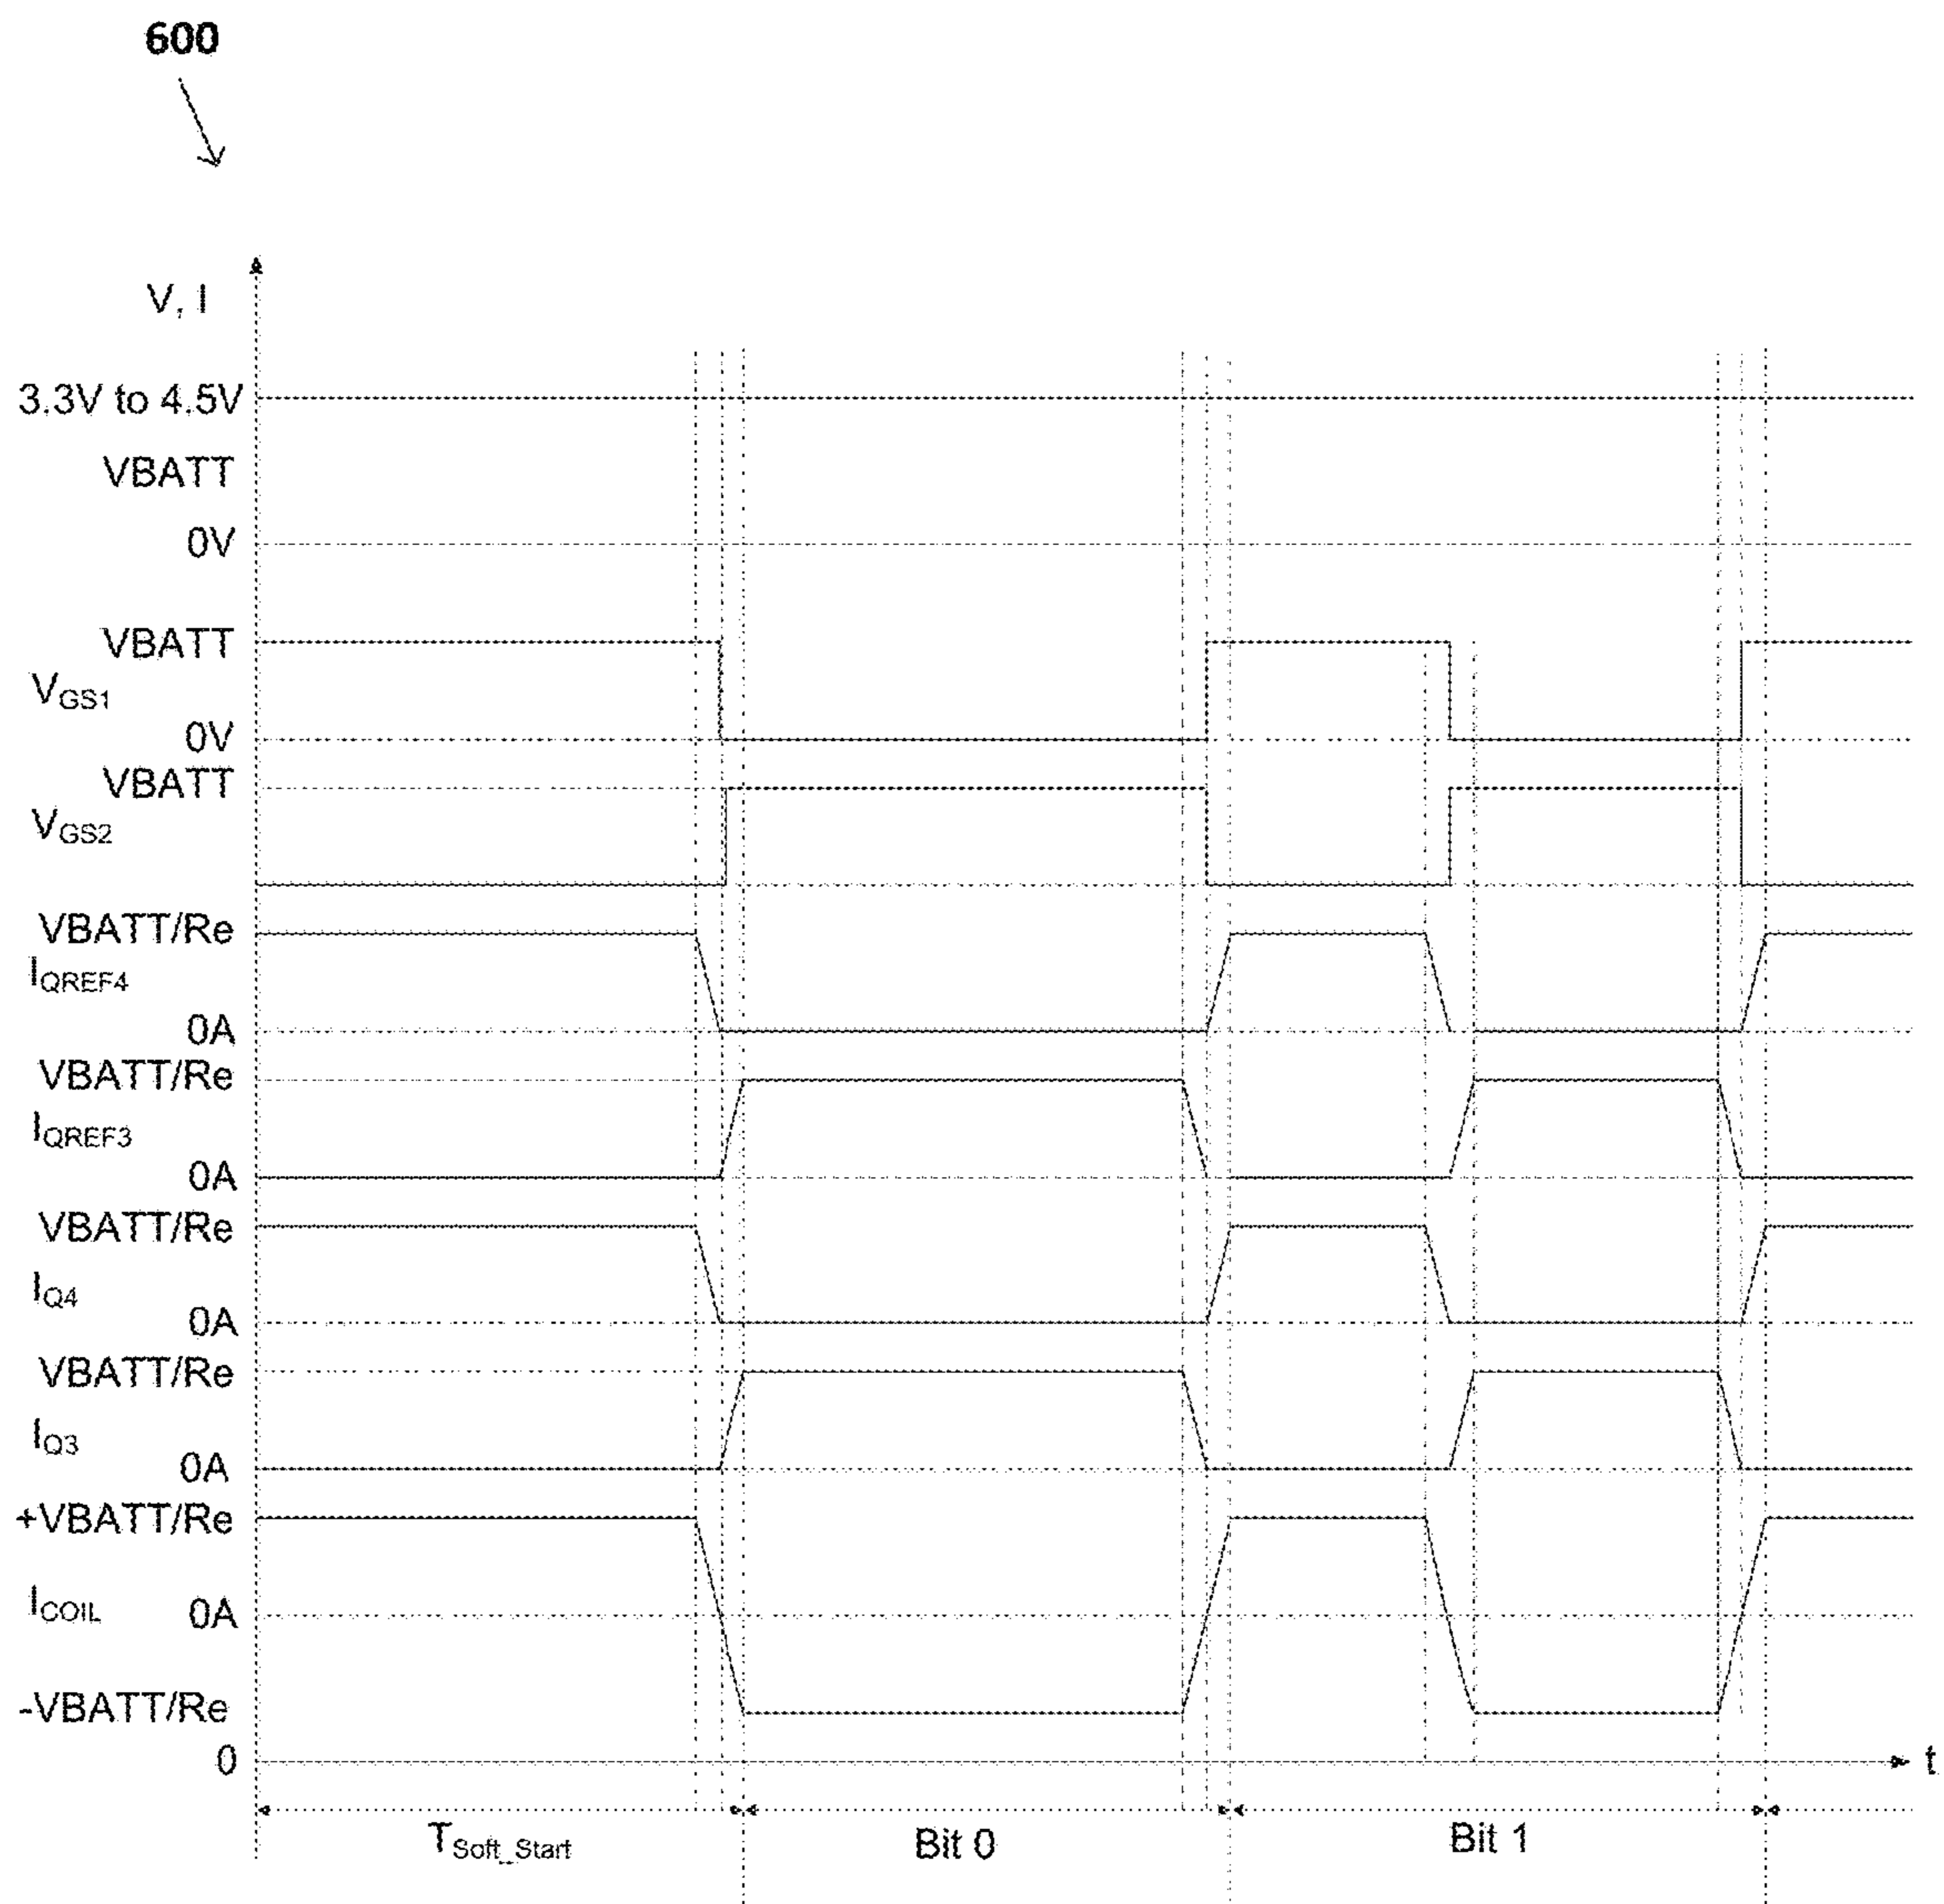 600
V, I
3.3V to 4.5V
VBATT
0V
VBATT
VGS1
0V
VBATT
VGS2
VBATT/Re
IQREF4
0A
VBATT/Re
IQREF3
0A
VBATT/Re
IQ4
0A
VBATT/Re
IQ3
0A
+VBATT/Re
ICOIL 0A
-VBATT/Re
0 t
TSoft_Start Bit 0 Bit 1